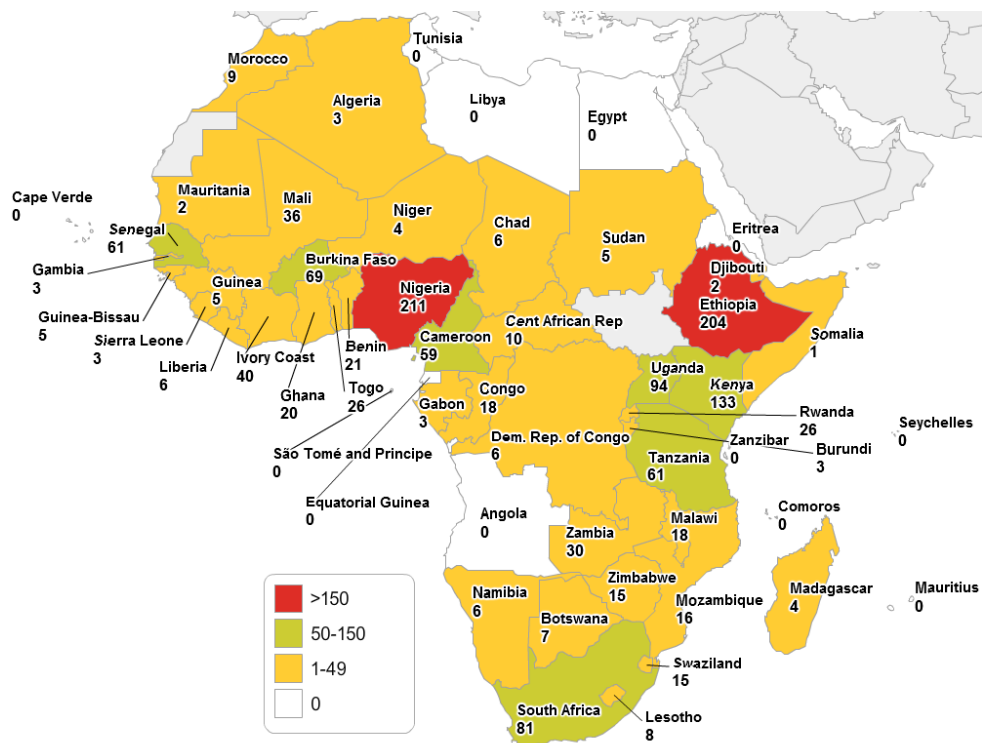 Tunisia
0
Morocco
9
Algeria
3
Libya
0
Egypt
0
Cape Verde
0
Mauritania
2
Mali
36
Niger
4
Chad
6
Sudan
5
Eritrea
0
Senegal
61
Gambia
3
Guinea-Bissau
5
Guinea
5
Sierra Leone
3
Liberia
6
Ivory Coast
40
Burkina Faso
69
Ghana
20
Togo
26
Benin
21
Nigeria
211
Cameroon
59
Cent African Rep
10
Djibouti
2
Ethiopia
204
Somalia
1
Uganda
94
Kenya
133
Rwanda
26
Burundi
3
Zanzibar
0
Seychelles
0
Tanzania
61
Congo
18
Gabon
3
Dem. Rep. of Congo
6
São Tomé and Principe
0
Equatorial Guinea
0
Angola
0
Zambia
30
Malawi
18
Comoros
0
Madagascar
4
Mauritius
0
Namibia
6
Botswana
7
Zimbabwe
15
Mozambique
16
Swaziland
15
South Africa
81
Lesotho
8
>150
50-150
1-49
0